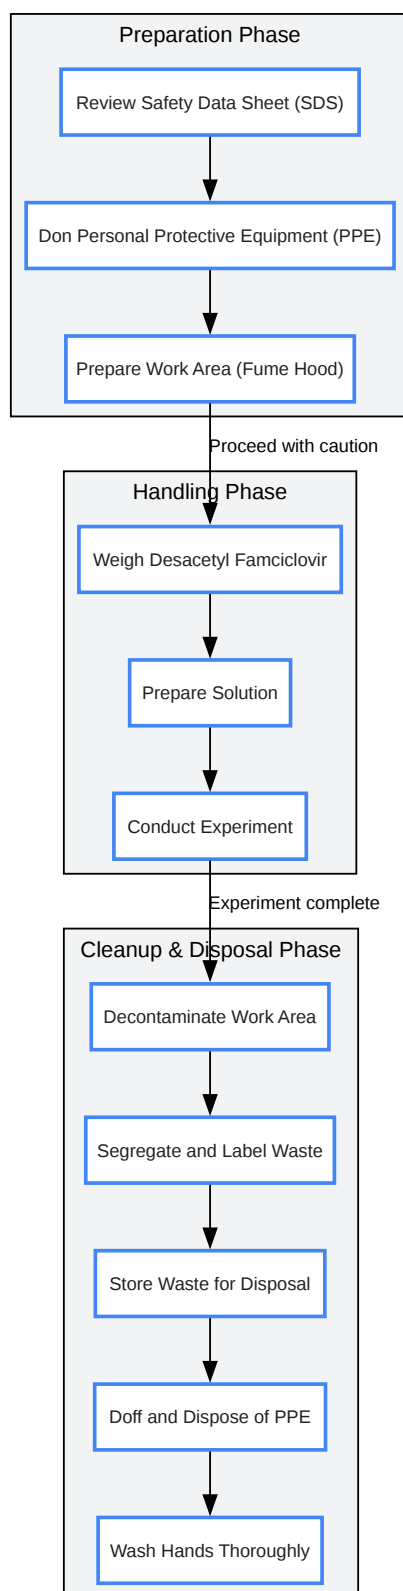 Preparation Phase
Review Safety Data Sheet (SDS)
Don Personal Protective Equipment (PPE)
Prepare Work Area (Fume Hood)
Proceed with caution
Handling Phase
Weigh Desacetyl Famciclovir
Prepare Solution
Conduct Experiment
Experiment complete
Cleanup & Disposal Phase
Decontaminate Work Area
Segregate and Label Waste
Store Waste for Disposal
Doff and Dispose of PPE
Wash Hands Thoroughly